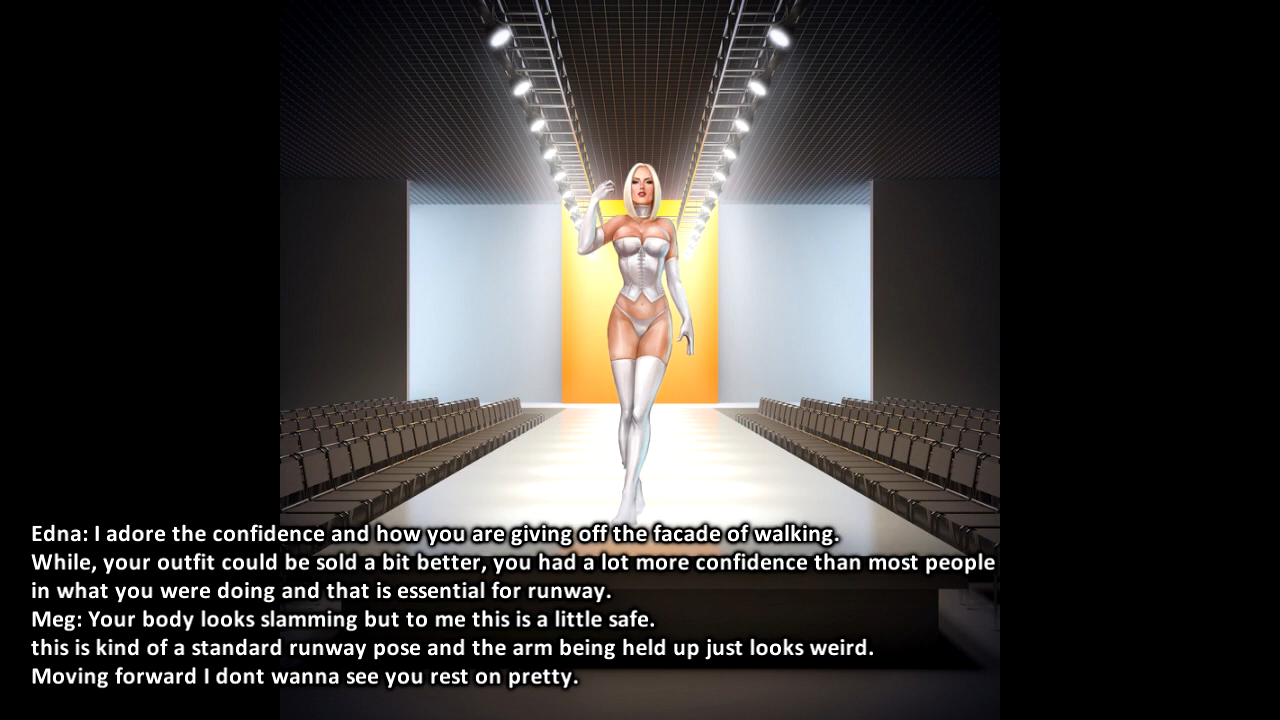 Edna: I adore the confidence and how you are giving off the facade of walking.
While, your outfit could be sold a bit better, you had a lot more confidence than most people
in what you were doing and that is essential for runway.
Meg: Your body looks slamming but to me this is a little safe.
this is kind of a standard runway pose and the arm being held up just looks weird.
Moving forward I dont wanna see you rest on pretty.